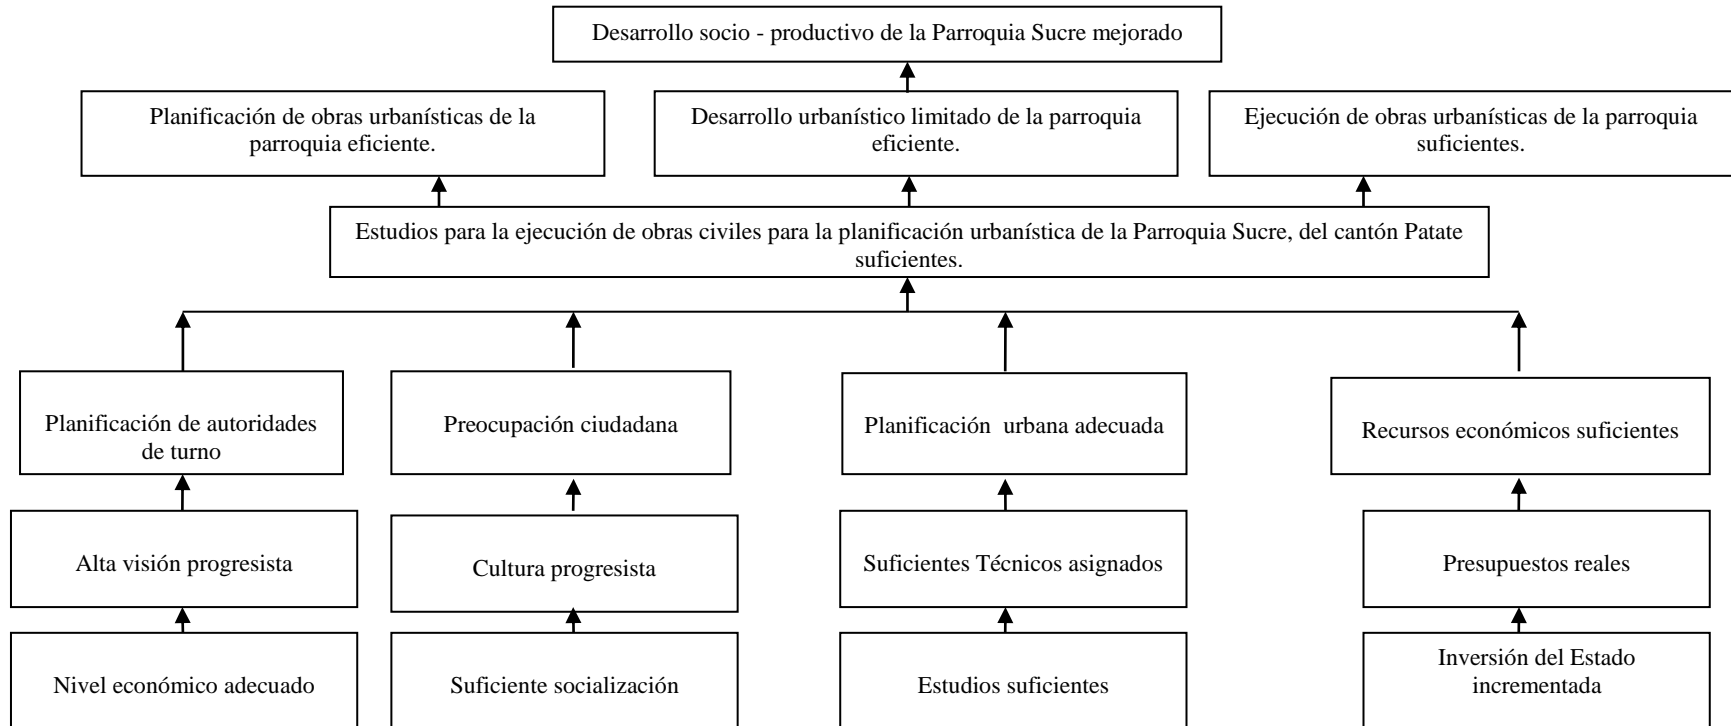 Desarrollo socio - productivo de la Parroquia Sucre mejorado
Planificación de obras urbanísticas de la
parroquia eficiente.
Desarrollo urbanístico limitado de la parroquia
eficiente.
Ejecución de obras urbanísticas de la parroquia
suficientes.
Estudios para la ejecución de obras civiles para la planificación urbanística de la Parroquia Sucre, del cantón Patate
suficientes.
Planificación de autoridades
de turno
Preocupación ciudadana
Planificación urbana adecuada
Recursos económicos suficientes
Alta visión progresista
Cultura progresista
Suficientes Técnicos asignados
Presupuestos reales
Nivel económico adecuado
Suficiente socialización
Estudios suficientes
Inversión del Estado
incrementada